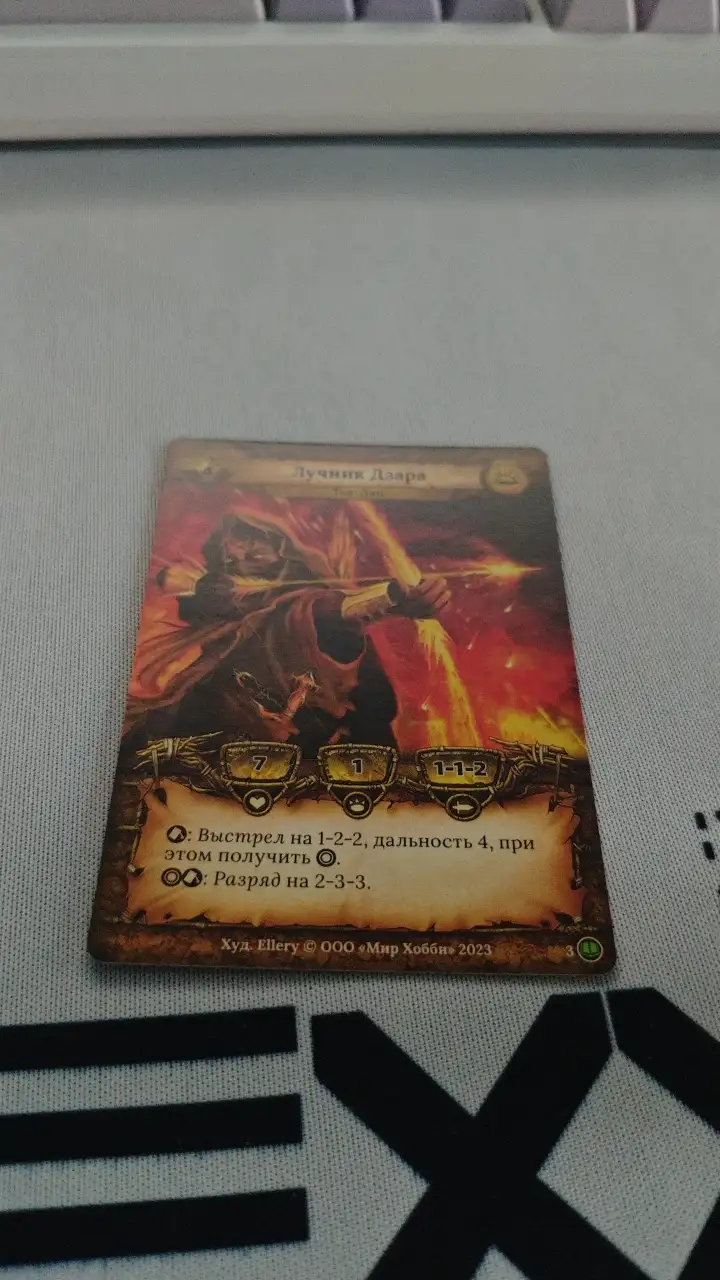 Лучник Дзара
7
1
1-1-2
: Выстрел на 1-2-2, дальность 4, при
этом получить .
: Разряд на 2-3-3.
Худ. Ellery © ООО «Мир Хобби» 2023
3
EX